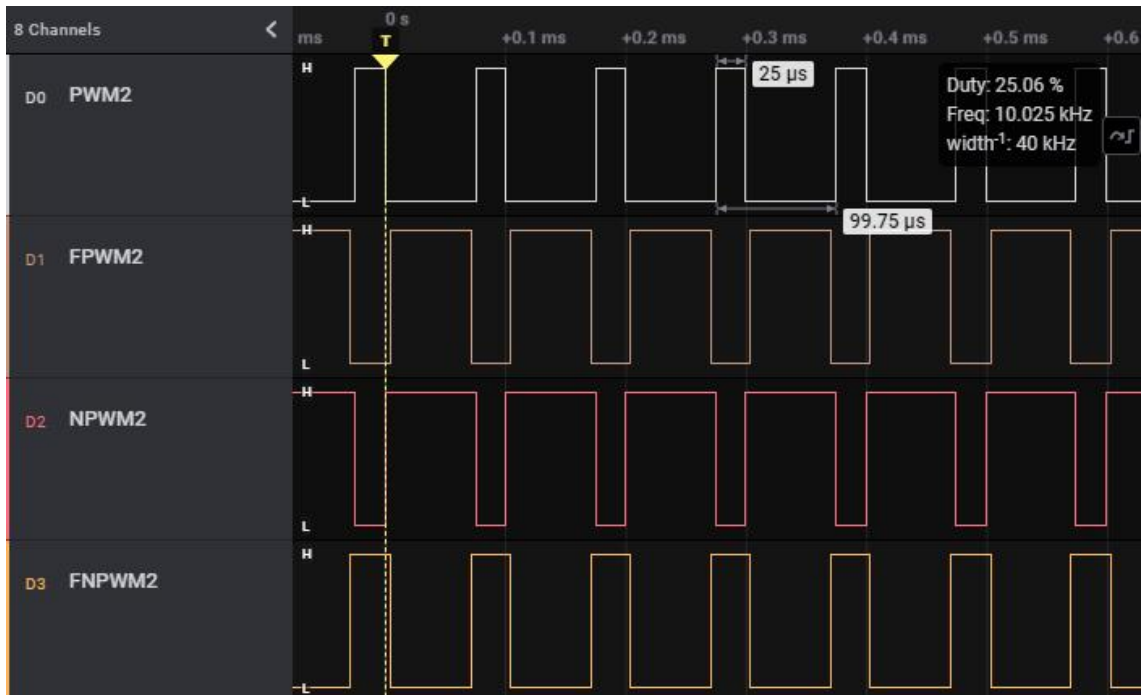 8 Channels
0 s
ms
T
+0.1 ms
+0.2 ms
+0.3 ms
+0.4 ms
+0.5 ms
+0.6
D0 PWM2
H
L
25 µs
Duty: 25.06 %
Freq: 10.025 kHz
width-1: 40 kHz
99.75 µs
D1 FPWM2
H
L
D2 NPWM2
H
L
D3 FNPWM2
H
L